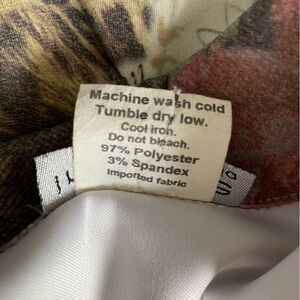 Machine wash cold
Tumble dry low.
Cool iron.
Do not bleach.
97% Polyester
3% Spandex
Imported fabric